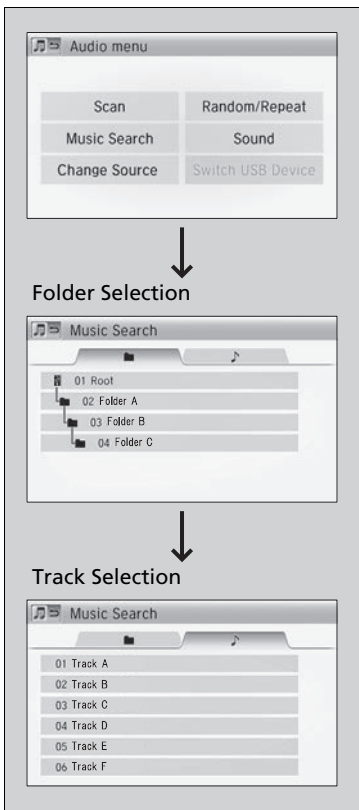 Audio menu
Scan Random/Repeat
Music Search Sound
Change Source Switch USB Device
Folder Selection
Music Search
01 Root
02 Folder A
03 Folder B
04 Folder C
Track Selection
Music Search
01 Track A
02 Track B
03 Track C
04 Track D
05 Track E
06 Track F